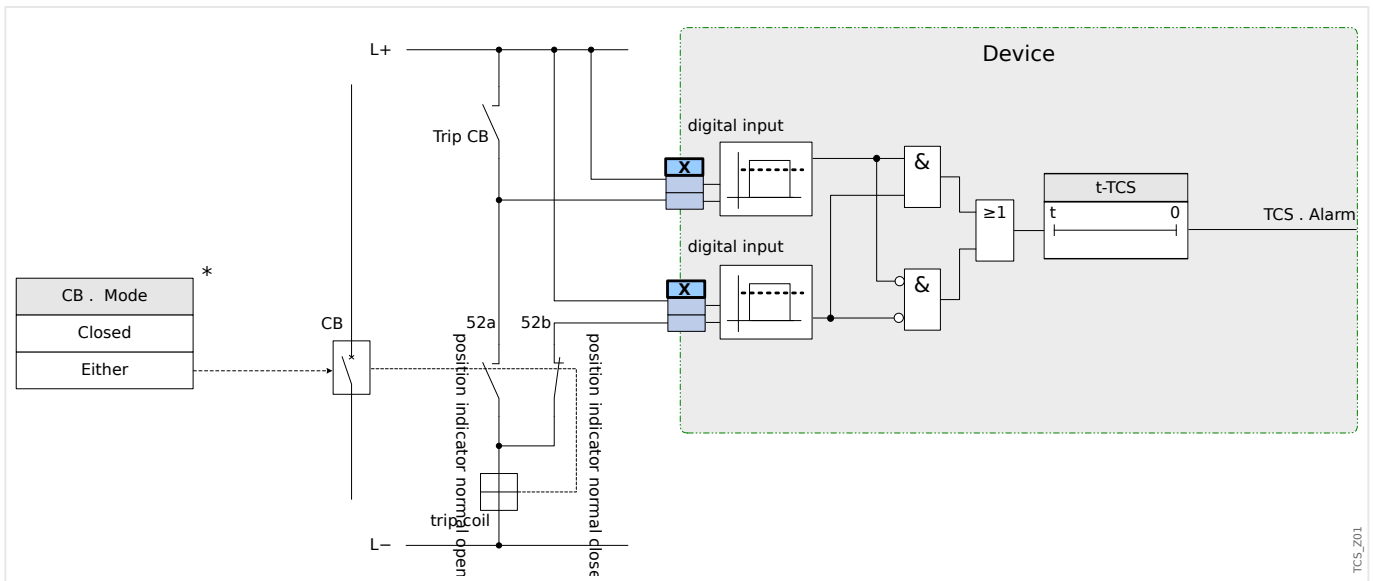 Device
L+
digital input
Trip CB
X
&
t-TCS
≥1
t
0
TCS . Alarm
digital input
*
CB . Mode
X
&
Closed
CB
52a
52b
Either
position indicator normal open
position indicator normal close
trip coil
L−
TCS_Z01